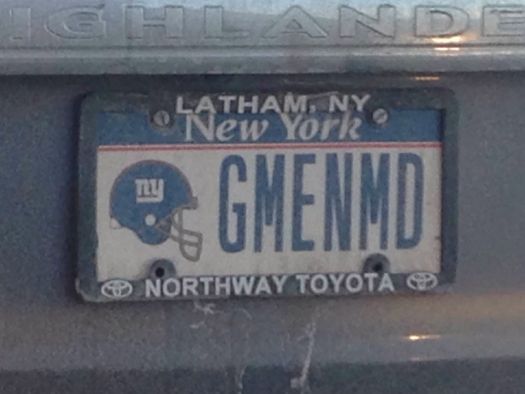 HIGHLANDER
LATHAM, NY
New York
ny
GMENMD
NORTHWAY TOYOTA